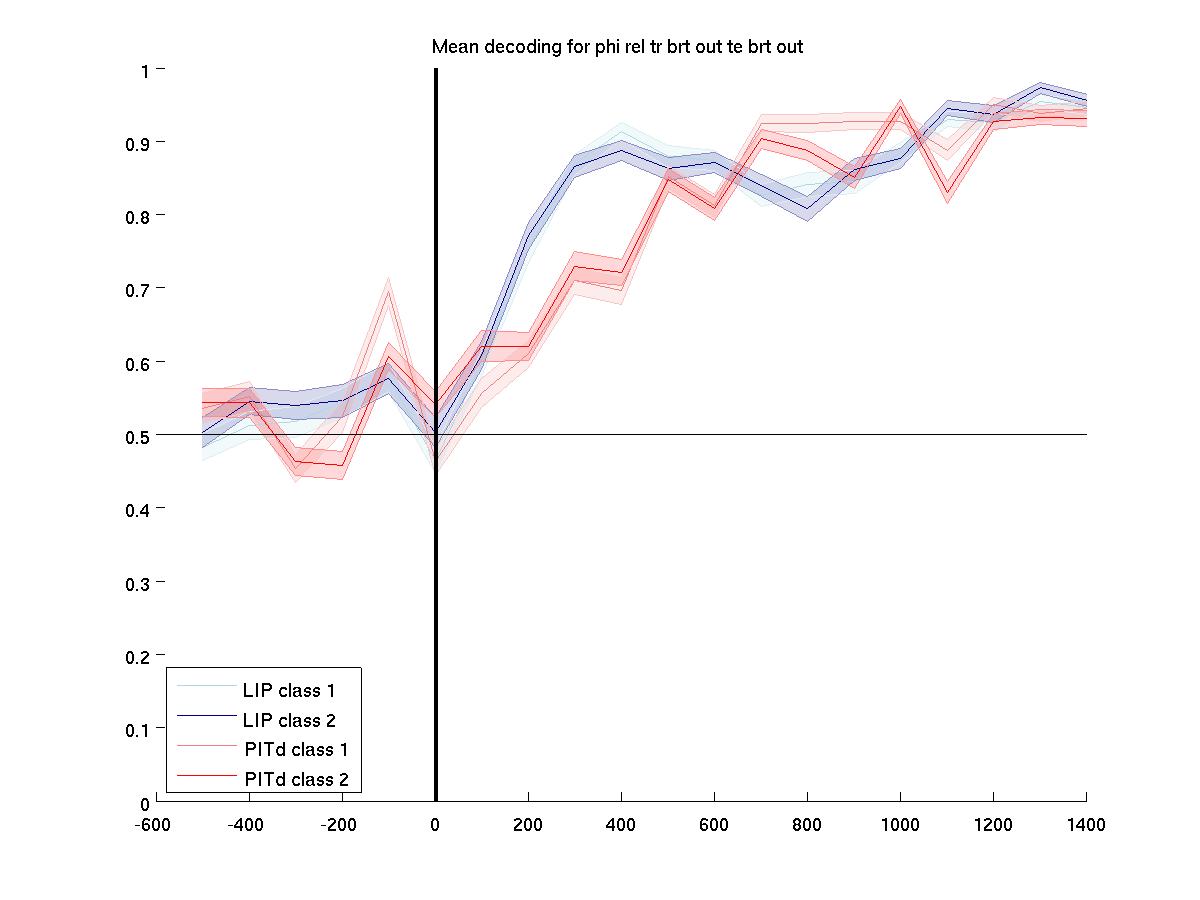 Mean decoding for phi rel tr brt out te brt out
1
0.9
0.8
0.7
0.6
0.5
0.4
0.3
0.2
0.1
0
LIP class 1
LIP class 2
PITd class 1
PITd class 2
-600 -400 -200 0 200 400 600 800 1000 1200 1400